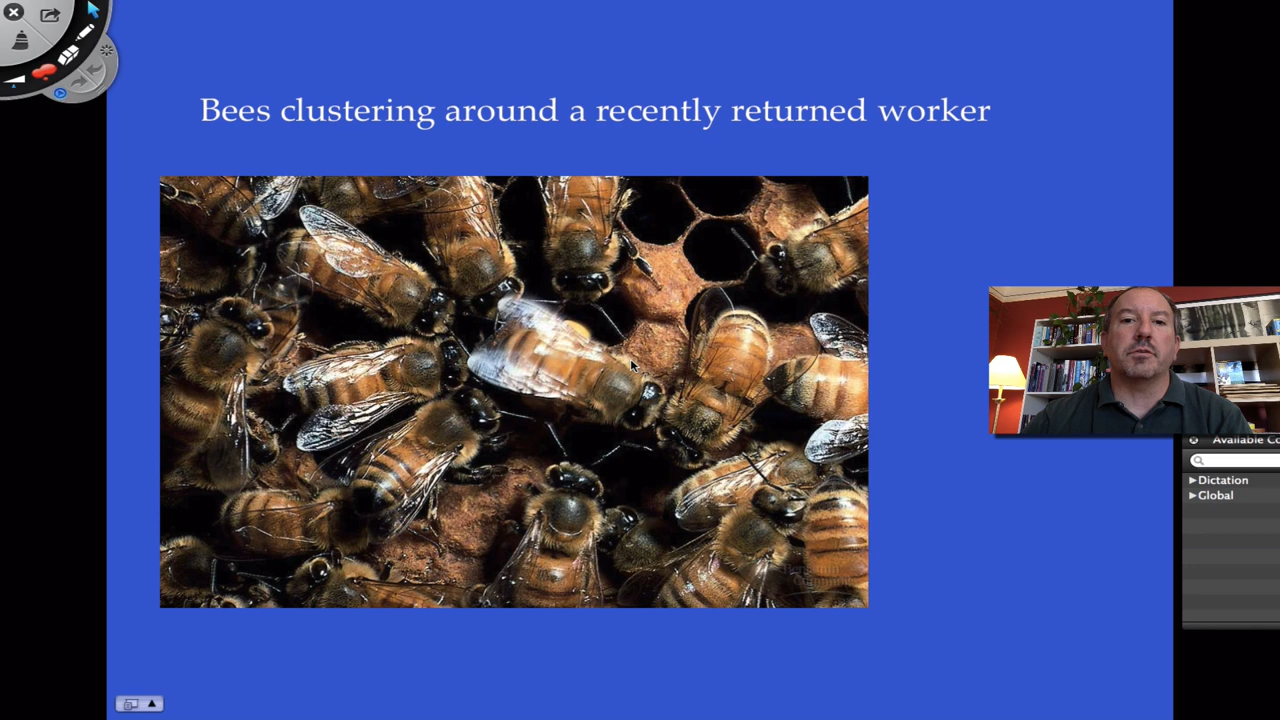 Bees clustering around a recently returned worker
Available Co
Dictation
Global